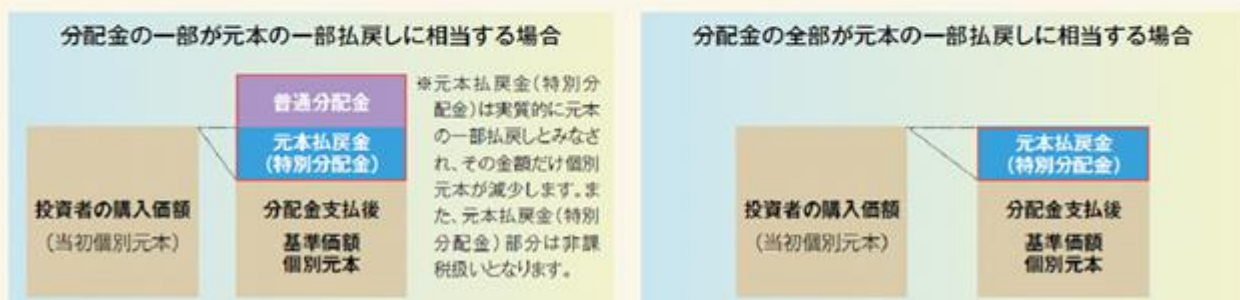 分配金の一部が元本の一部払戻しに相当する場合
普通分配金
元本払戻金
(特別分配金)
投資者の購入価額
(当初個別元本)
分配金支払後
基準価額
個別元本
※元本払戻金(特別分
配金)は実質的に元本
の一部払戻しとみなさ
れ、その金額だけ個別
元本が減少します。ま
た、元本払戻金(特別
分配金)部分は非課
税扱いとなります。
分配金の全部が元本の一部払戻しに相当する場合
元本払戻金
(特別分配金)
投資者の購入価額
(当初個別元本)
分配金支払後
基準価額
個別元本